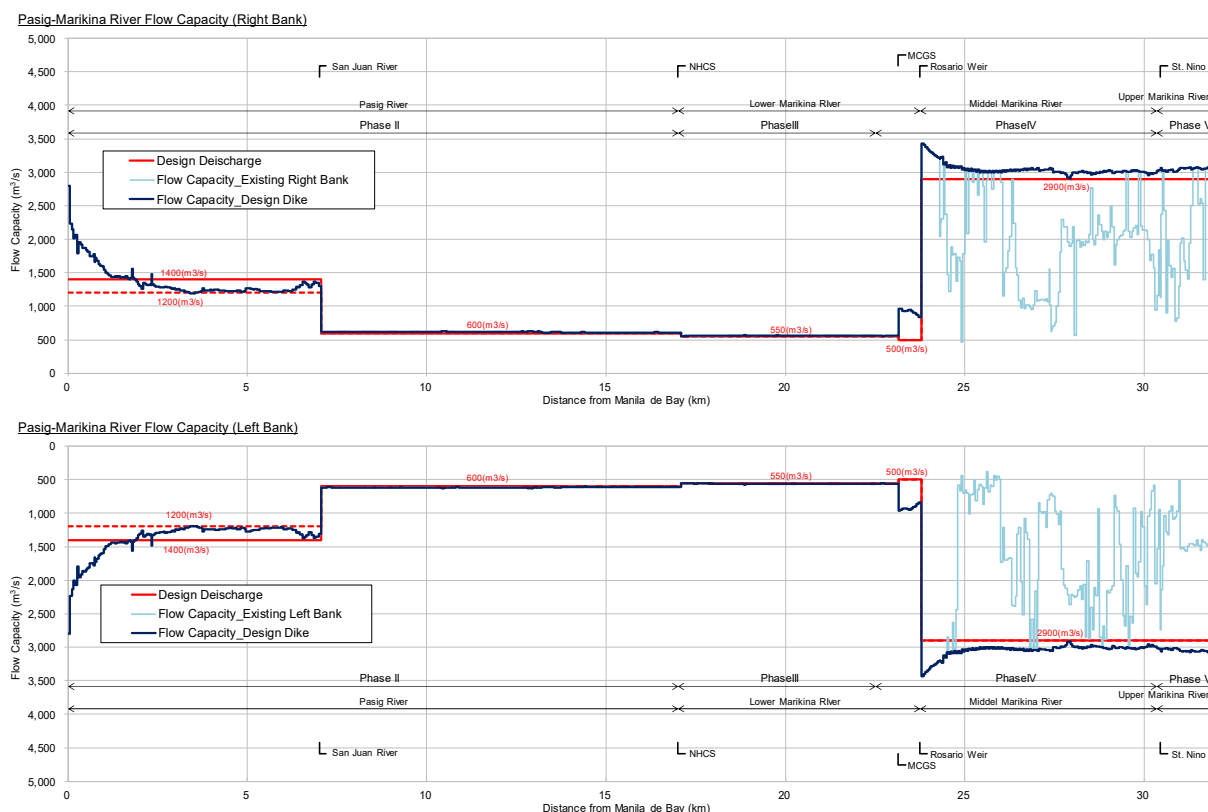 Pasig-Marikina River Flow Capacity (Right Bank)
5,000
4,500
4,000
3,500
3,000
2,500
2,000
1,500
1,000
500
0
Flow Capacity (m³/s)
MCGS
San Juan River
NHCS
Rosario Weir
St. Nino
Pasig River
Lower Marikina RIver
Middel Marikina River
Upper Marikina River
Phase II
PhaseIII
PhaseIV
Phase V
Design Deischarge
Flow Capacity_Existing Right Bank
Flow Capacity_Design Dike
1400(m3/s)
1200(m3/s)
600(m3/s)
550(m3/s)
500(m3/s)
2900(m3/s)
0 5 10 15 20 25 30
Distance from Manila de Bay (km)
Pasig-Marikina River Flow Capacity (Left Bank)
0
500
1,000
1,500
2,000
2,500
3,000
3,500
4,000
4,500
5,000
Flow Capacity (m³/s)
600(m3/s)
550(m3/s)
500(m3/s)
1200(m3/s)
1400(m3/s)
2900(m3/s)
Design Deischarge
Flow Capacity_Existing Left Bank
Flow Capacity_Design Dike
Phase II
PhaseIII
PhaseIV
Phase V
Pasig River
Lower Marikina RIver
Middel Marikina River
Upper Marikina River
San Juan River
NHCS
Rosario Weir
St. Nino
MCGS
0 5 10 15 20 25 30
Distance from Manila de Bay (km)